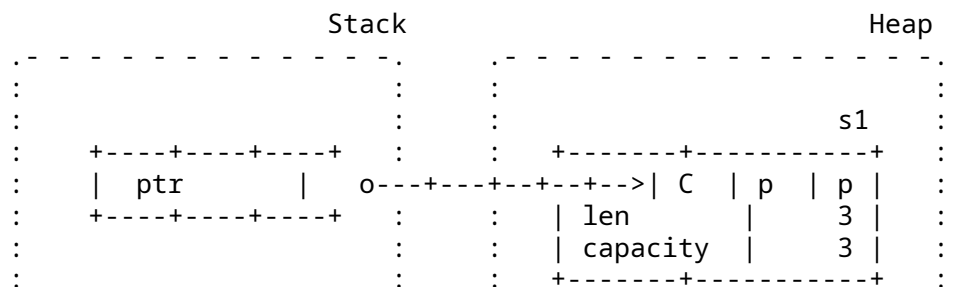 Stack Heap
.- - - - - - - - - - - - -. .- - - - - - - - - - - - - - -.
: : : :
: : : s1 :
: +----+----+----+ : : +-------+-----------+ :
: | ptr | o---+---+--+--+-->| C | p | p | :
: +----+----+----+ : : | len | 3 | :
: : : | capacity | 3 | :
: : : +-------+-----------+ :